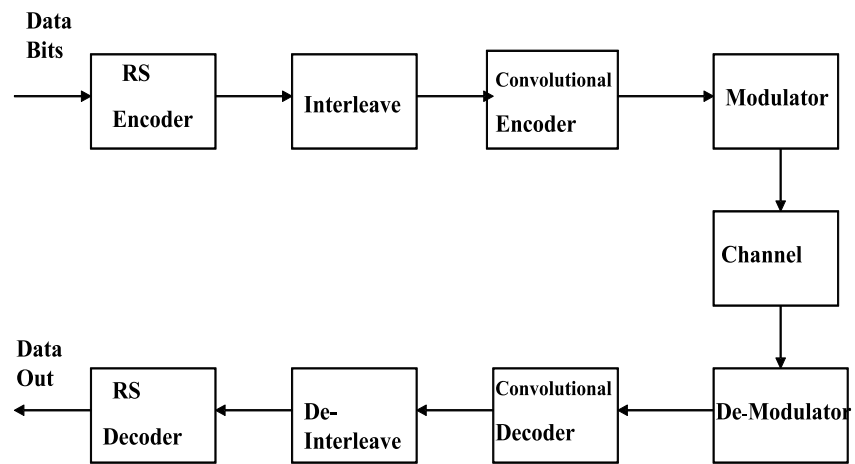 Data
Bits
RS
Encoder
Interleave
Convolutional
Encoder
Modulator
Channel
Data
Out
RS
Decoder
De-
Interleave
Convolutional
Decoder
De-Modulator